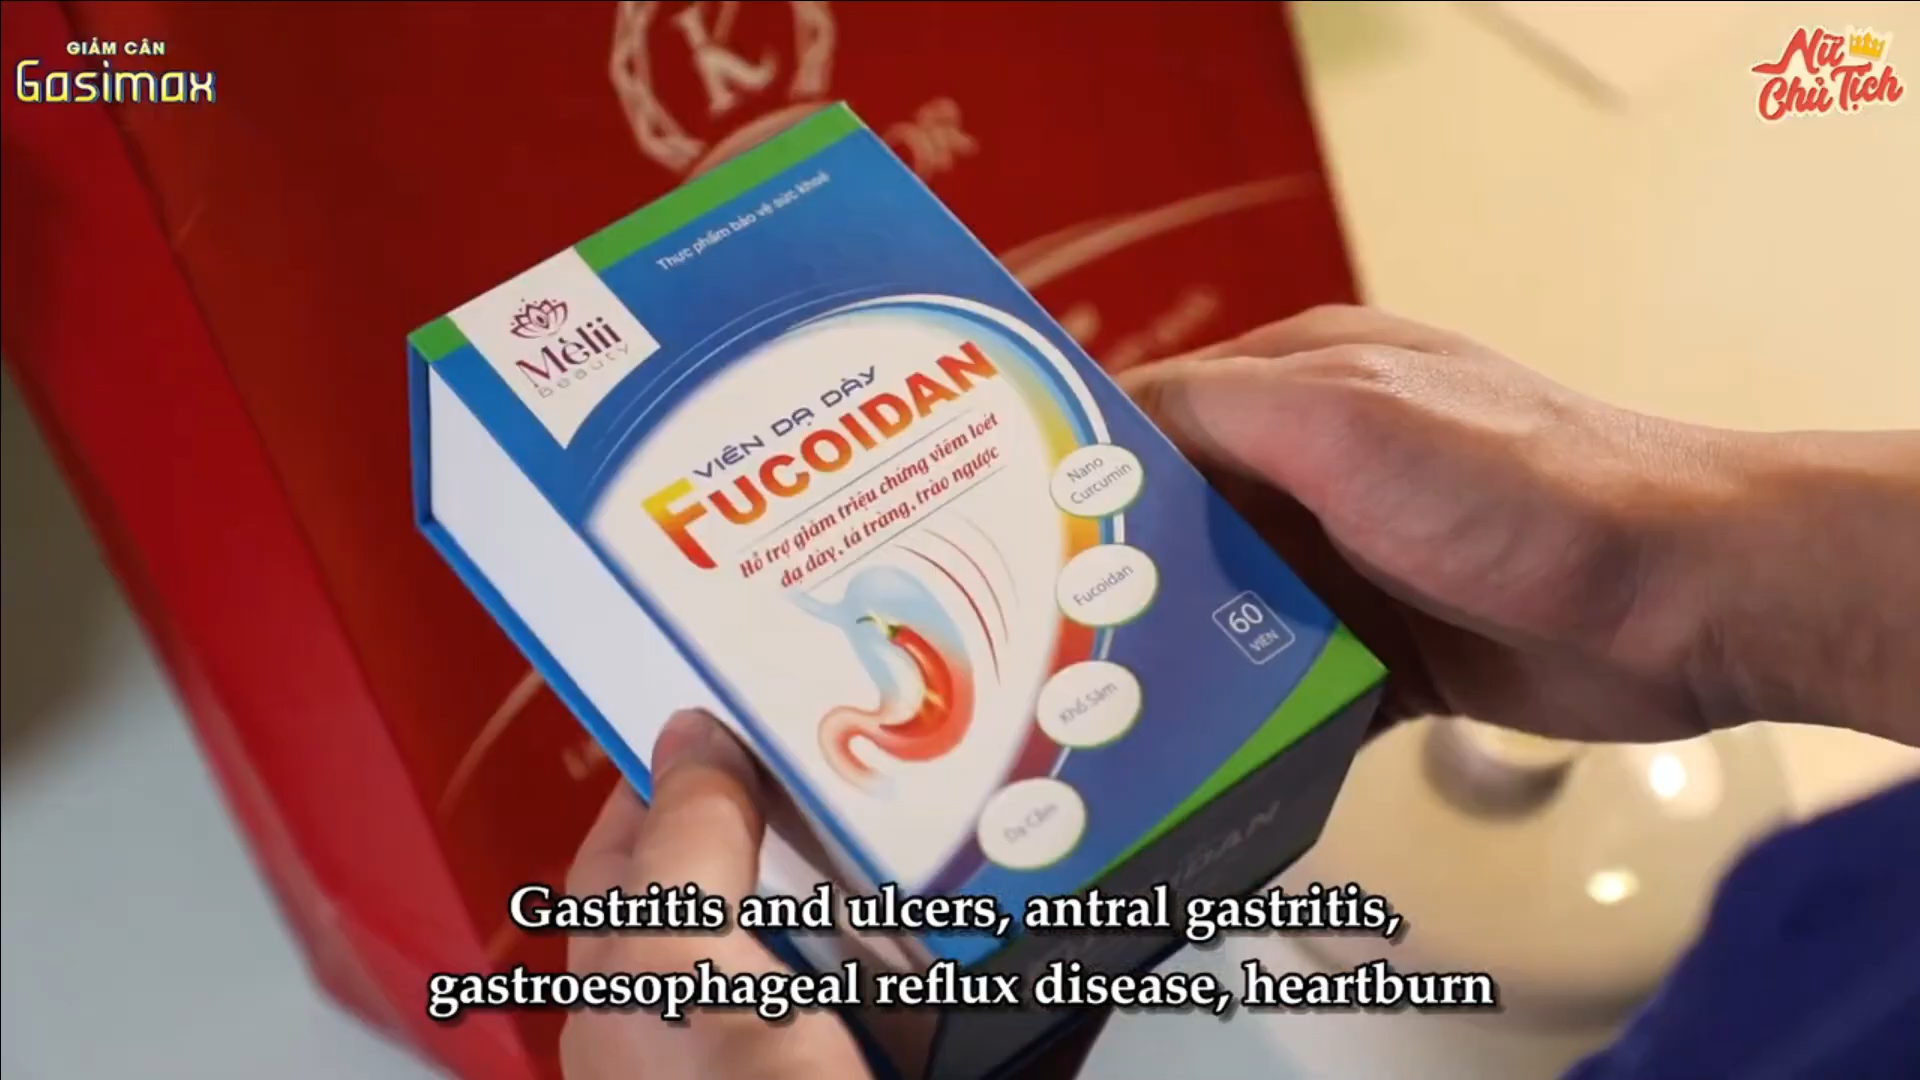 GIẢM CÂN
Gasimax
Nữ
Chủ Tịch
K
Thực phẩm bảo vệ sức khoẻ
Mèlii
Beauty
VIÊN DẠ DÀY
FUCOIDAN
Hỗ trợ giảm triệu chứng viêm loét
dạ dày, tá tràng, trào ngược
Nano
Curcumin
Fucoidan
Khổ Sâm
Dạ Cẩm
60
VIÊN
Gastritis and ulcers, antral gastritis,
gastroesophageal reflux disease, heartburn